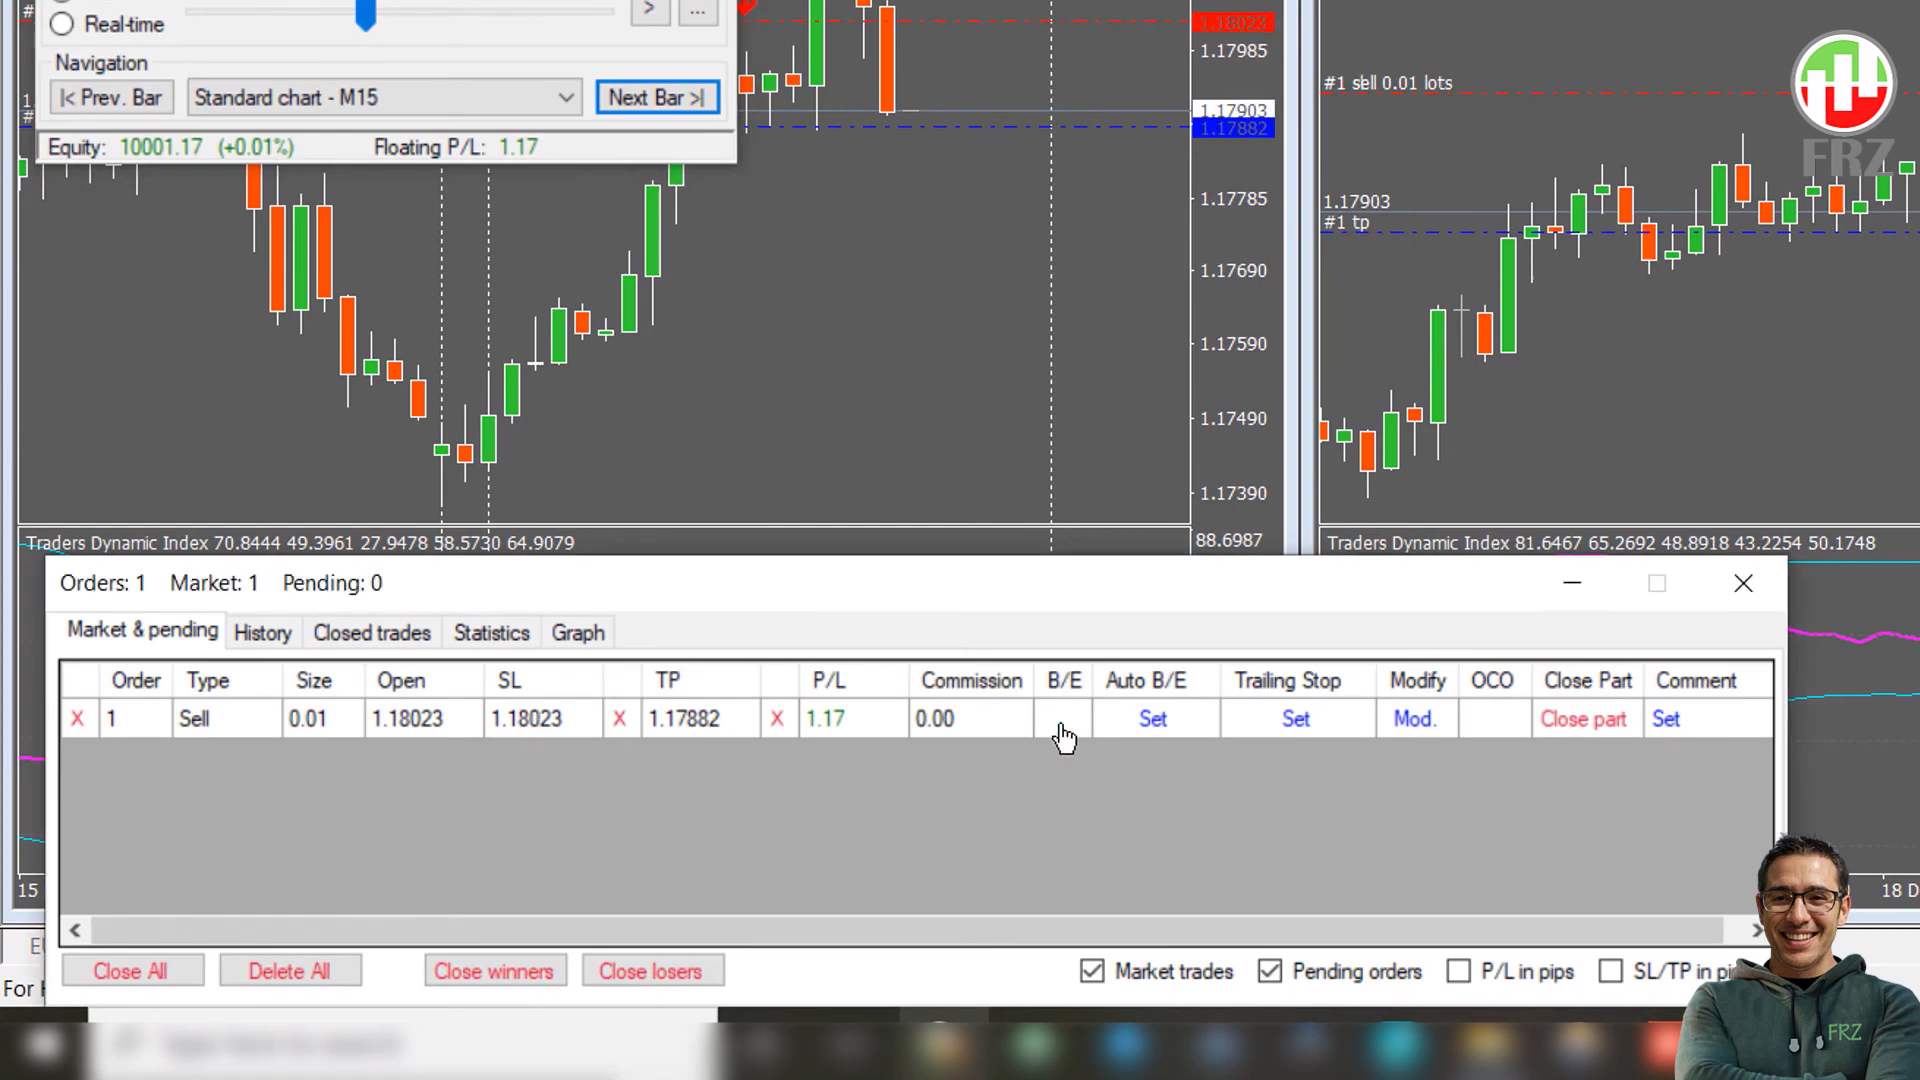 Real-time
>
...
Navigation
|< Prev. Bar
Standard chart - M15
Next Bar >|
Equity: 10001.17 (+0.01%) Floating P/L: 1.17
1.18023
1.17985
1.17903
1.17882
1.17785
1.17690
1.17590
1.17490
1.17390
#1 sell 0.01 lots
1.17903
#1 tp
FRZ
Traders Dynamic Index 70.8444 49.3961 27.9478 58.5730 64.9079
88.6987
Traders Dynamic Index 81.6467 65.2692 48.8918 43.2254 50.1748
Orders: 1 Market: 1 Pending: 0
Market & pending History Closed trades Statistics Graph
Order Type Size Open SL TP P/L Commission B/E Auto B/E Trailing Stop Modify OCO Close Part Comment
X 1 Sell 0.01 1.18023 1.18023 X 1.17882 X 1.17 0.00 Set Set Mod. Close part Set
15
18 D
Close All Delete All Close winners Close losers
Market trades Pending orders P/L in pips SL/TP in pi
For
Type here to search
FRZ